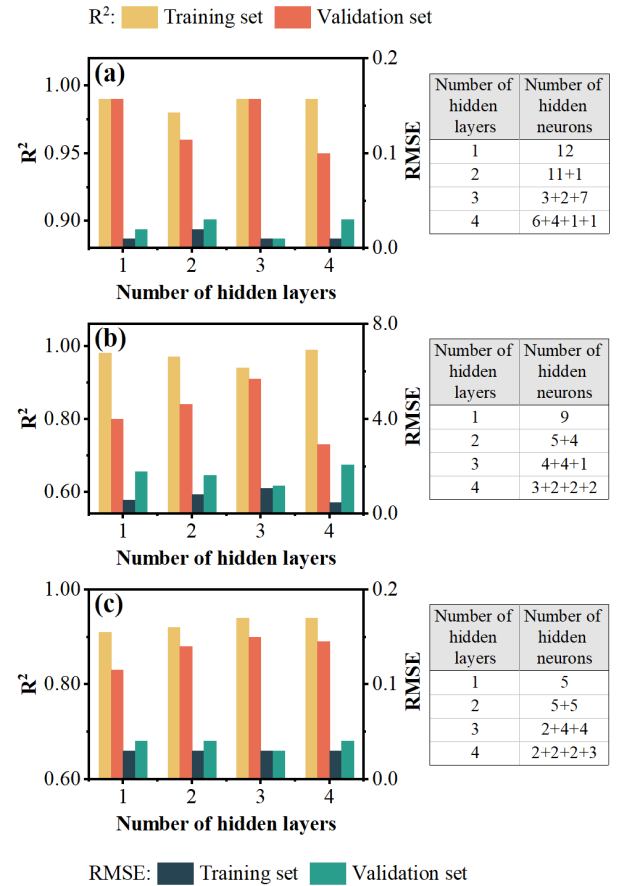 R²: Training set Validation set
(a)
1.00
0.95
0.90
R²
0.2
0.1
0.0
RMSE
1 2 3 4
Number of hidden layers
Number of hidden layers Number of hidden neurons
1 12
2 11+1
3 3+2+7
4 6+4+1+1
(b)
1.00
0.80
0.60
R²
8.0
4.0
0.0
RMSE
1 2 3 4
Number of hidden layers
Number of hidden layers Number of hidden neurons
1 9
2 5+4
3 4+4+1
4 3+2+2+2
(c)
1.00
0.80
0.60
R²
0.2
0.1
0.0
RMSE
1 2 3 4
Number of hidden layers
Number of hidden layers Number of hidden neurons
1 5
2 5+5
3 2+4+4
4 2+2+2+3
RMSE: Training set Validation set